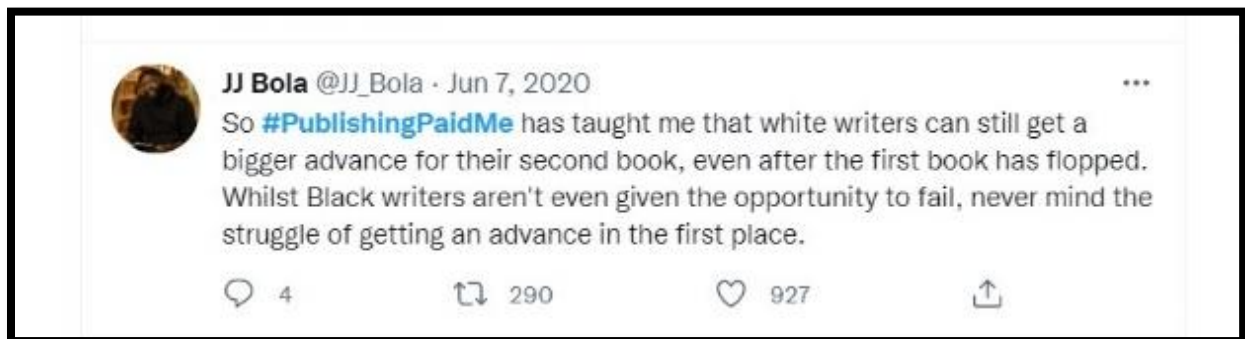 JJ Bola @JJ_Bola · Jun 7, 2020
So #PublishingPaidMe has taught me that white writers can still get a
bigger advance for their second book, even after the first book has flopped.
Whilst Black writers aren't even given the opportunity to fail, never mind the
struggle of getting an advance in the first place.
4 290 927